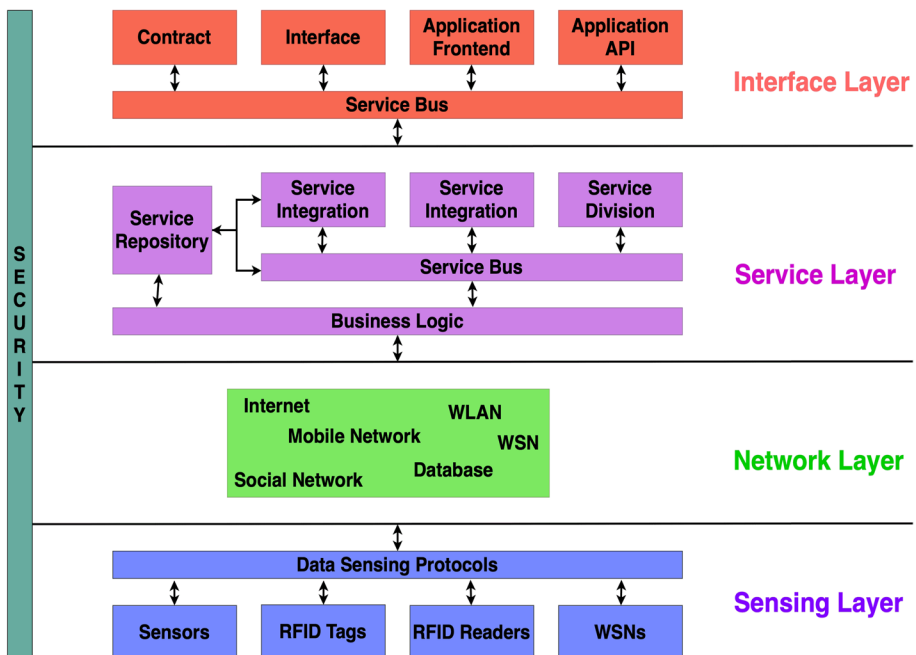 Contract
Interface
Application
Frontend
Application
API
Service Bus
Interface Layer
Service
Repository
Service
Integration
Service
Integration
Service
Division
Service Bus
Business Logic
Service Layer
SECURITY
Internet
WLAN
Mobile Network
WSN
Database
Social Network
Network Layer
Data Sensing Protocols
Sensors
RFID Tags
RFID Readers
WSNs
Sensing Layer